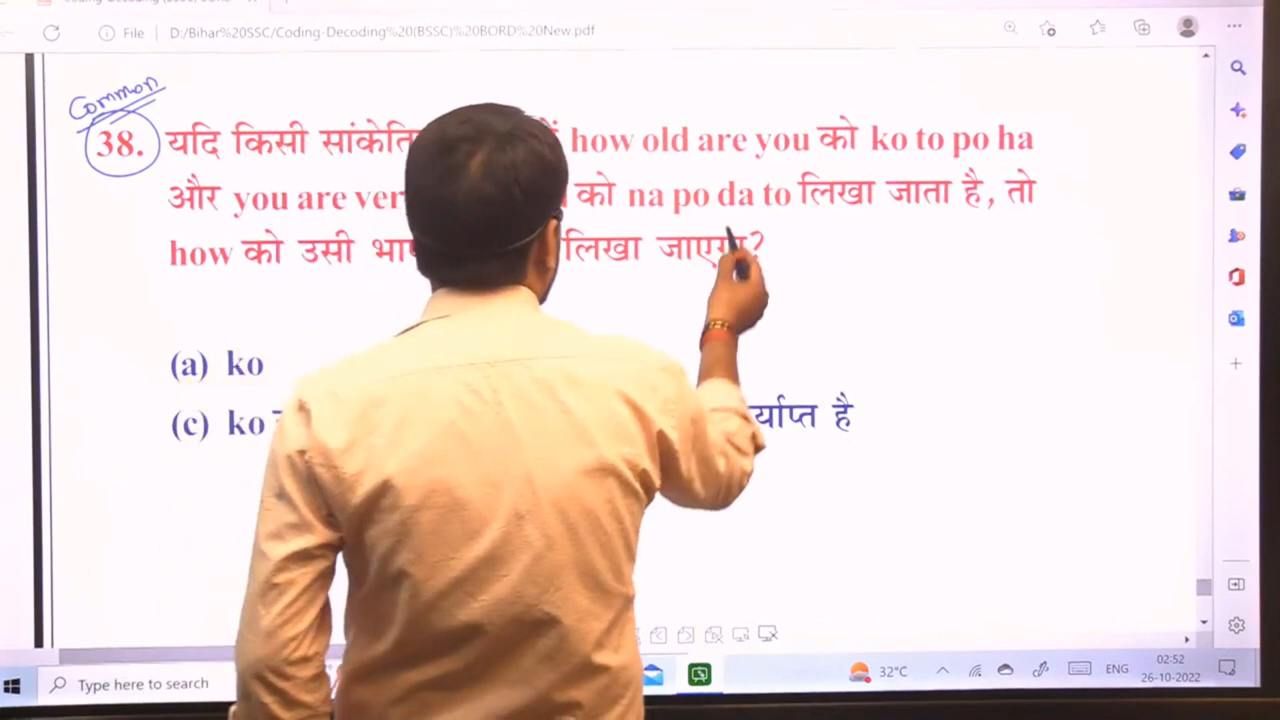 File D:/Bihar%20SSC/Coding-Decoding%20(BSSC)%20BORD%20New.pdf
Common
38. यदि किसी how old are you को ko to po ha
और you are को na po da to लिखा जाता है, तो
how को उसी लिखा जाएगा?
(a) ko
(c) ko है
Type here to search
32°C ENG 02:52
26-10-2022